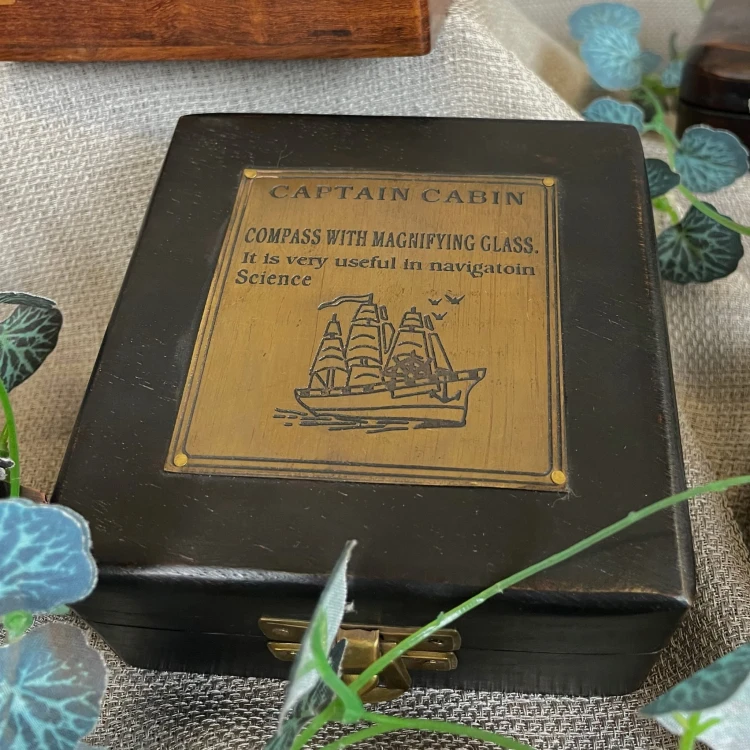 CAPTAIN CABIN
COMPASS WITH MAGNIFYING GLASS.
It is very useful in navigatoin
Science